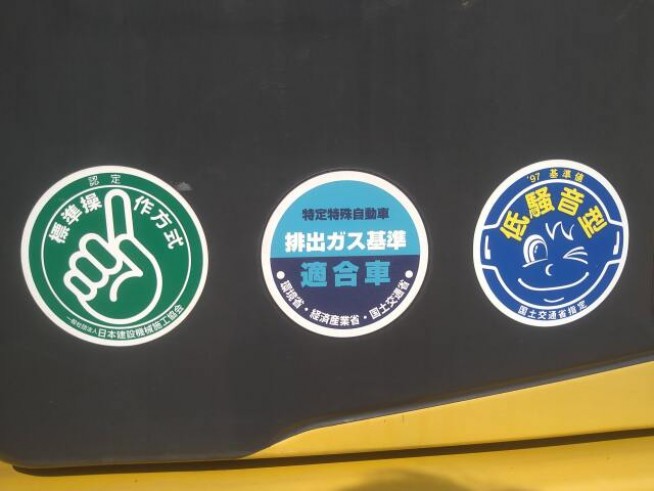 認定
標準操作方式
一般社団法人日本建設機械施工協会
特定特殊自動車
排出ガス基準
適合車
環境省・経済産業省・国土交通省
'97 基準値
低騒音型
国土交通省指定